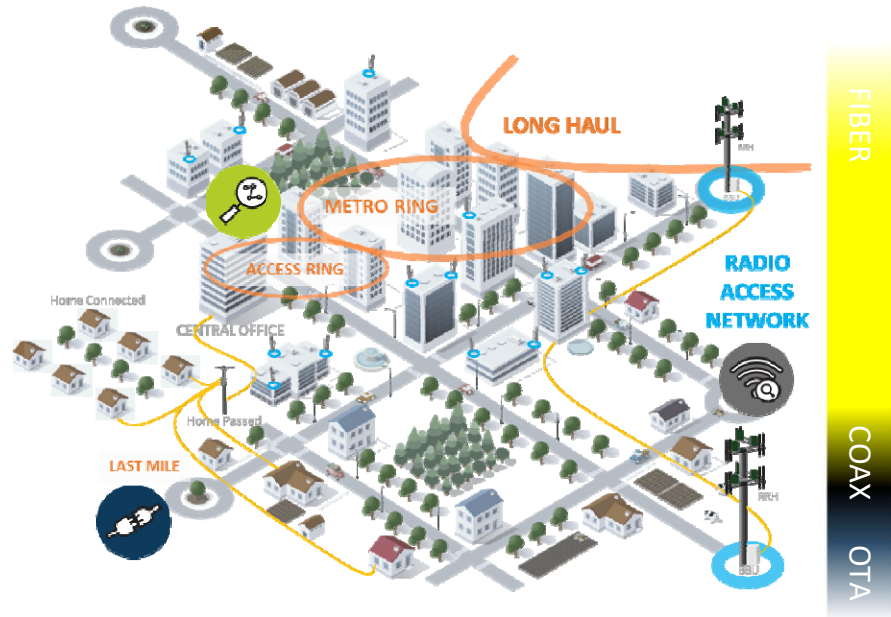 LONG HAUL
FIBER
RRH
BBU
METRO RING
ACCESS RING
RADIO
ACCESS
NETWORK
Home Connected
CENTRAL OFFICE
Home Passed
LAST MILE
COAX
RRH
BBU
OTA